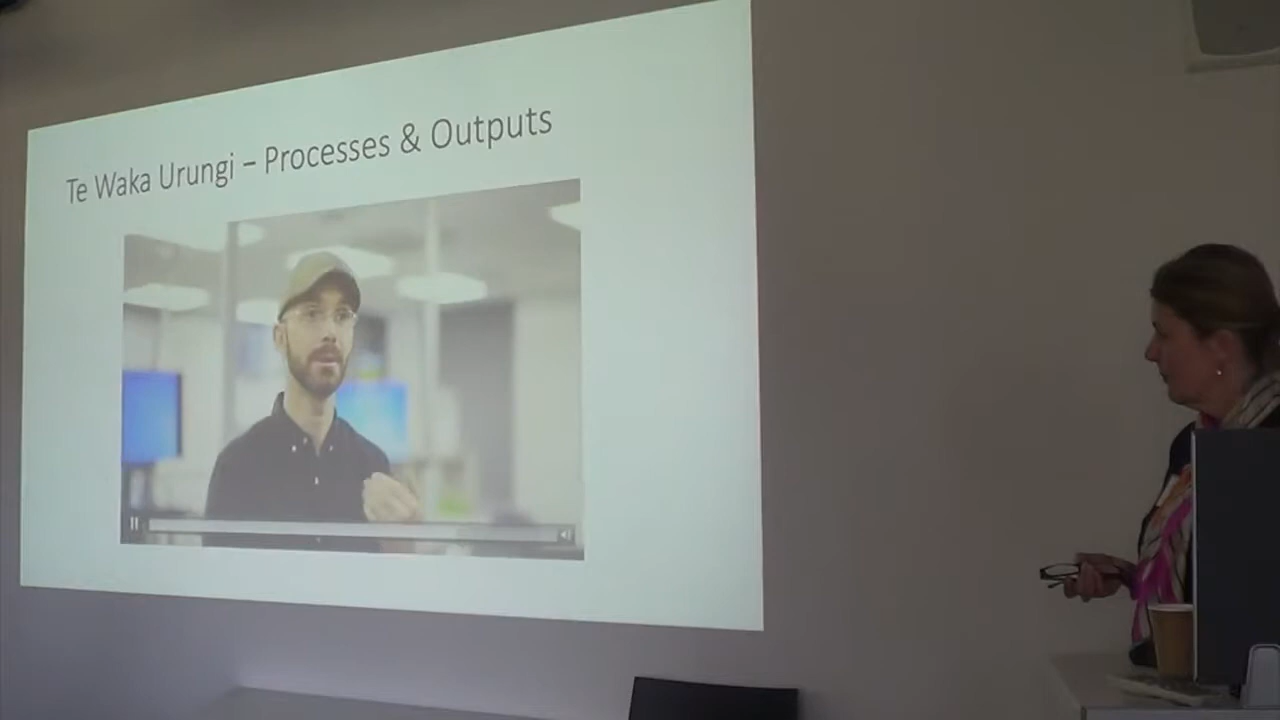 Te Waka Urungi – Processes & Outputs